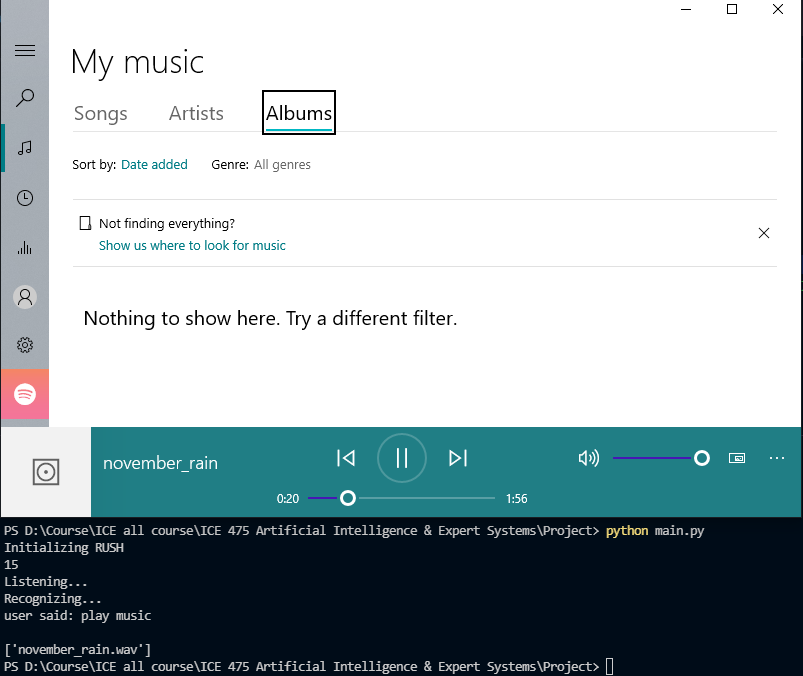 My music
Songs Artists Albums
Sort by: Date added Genre: All genres
Not finding everything?
Show us where to look for music
Nothing to show here. Try a different filter.
november_rain
0:20 1:56
PS D:\Course\ICE all course\ICE 475 Artificial Intelligence & Expert Systems\Project> python main.py
Initializing RUSH
15
Listening...
Recognizing...
user said: play music
['november_rain.wav']
PS D:\Course\ICE all course\ICE 475 Artificial Intelligence & Expert Systems\Project>